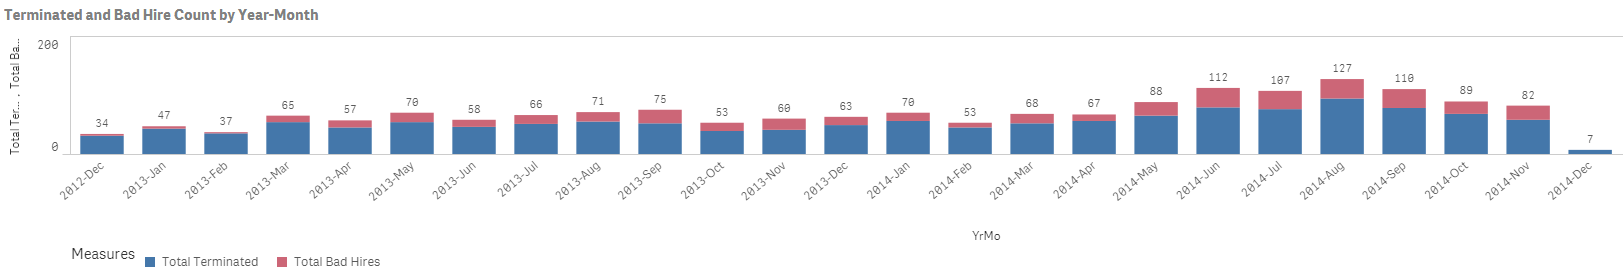 Terminated and Bad Hire Count by Year-Month
Total Ter... , Total Ba...
200
0
34 47 37 65 57 70 58 66 71 75 53 60 63 70 53 68 67 88 112 107 127 110 89 82 7
2012-Dec 2013-Jan 2013-Feb 2013-Mar 2013-Apr 2013-May 2013-Jun 2013-Jul 2013-Aug 2013-Sep 2013-Oct 2013-Nov 2013-Dec 2014-Jan 2014-Feb 2014-Mar 2014-Apr 2014-May 2014-Jun 2014-Jul 2014-Aug 2014-Sep 2014-Oct 2014-Nov 2014-Dec
YrMo
Measures Total Terminated Total Bad Hires